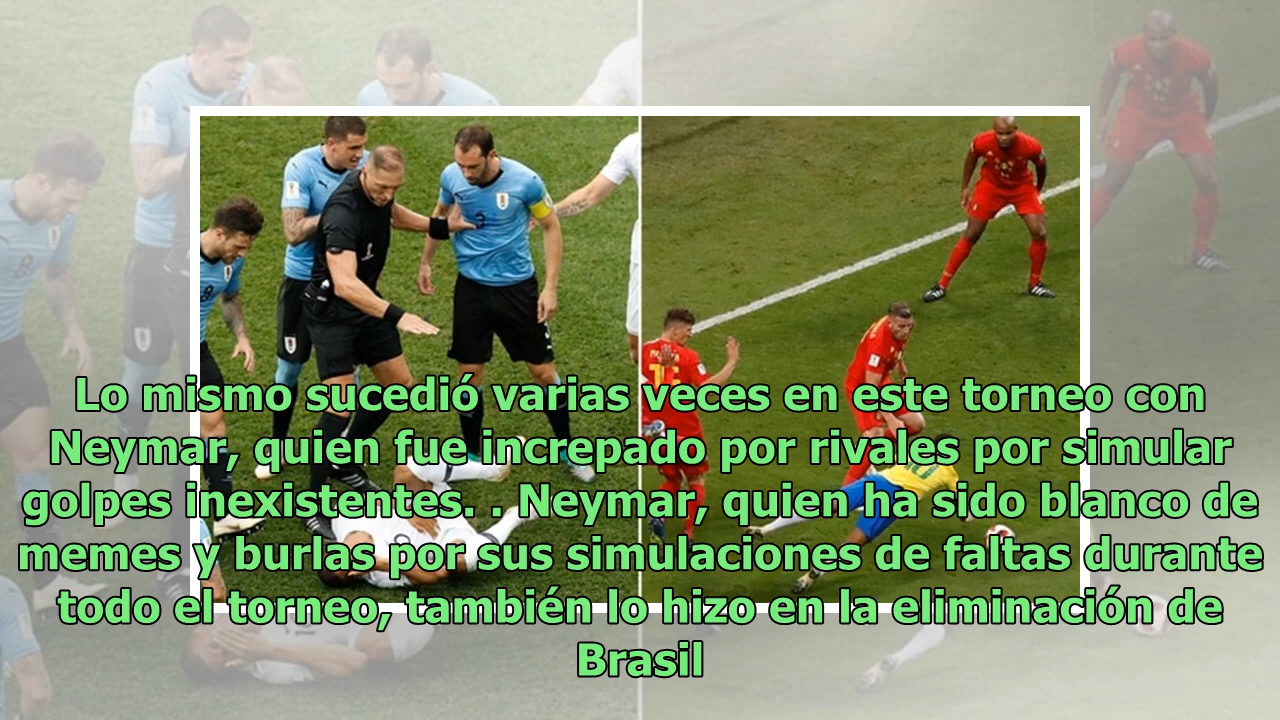 Lo mismo sucedió varias veces en este torneo con
Neymar, quien fue increpado por rivales por simular
golpes inexistentes. . Neymar, quien ha sido blanco de
memes y burlas por sus simulaciones de faltas durante
todo el torneo, también lo hizo en la eliminación de
Brasil